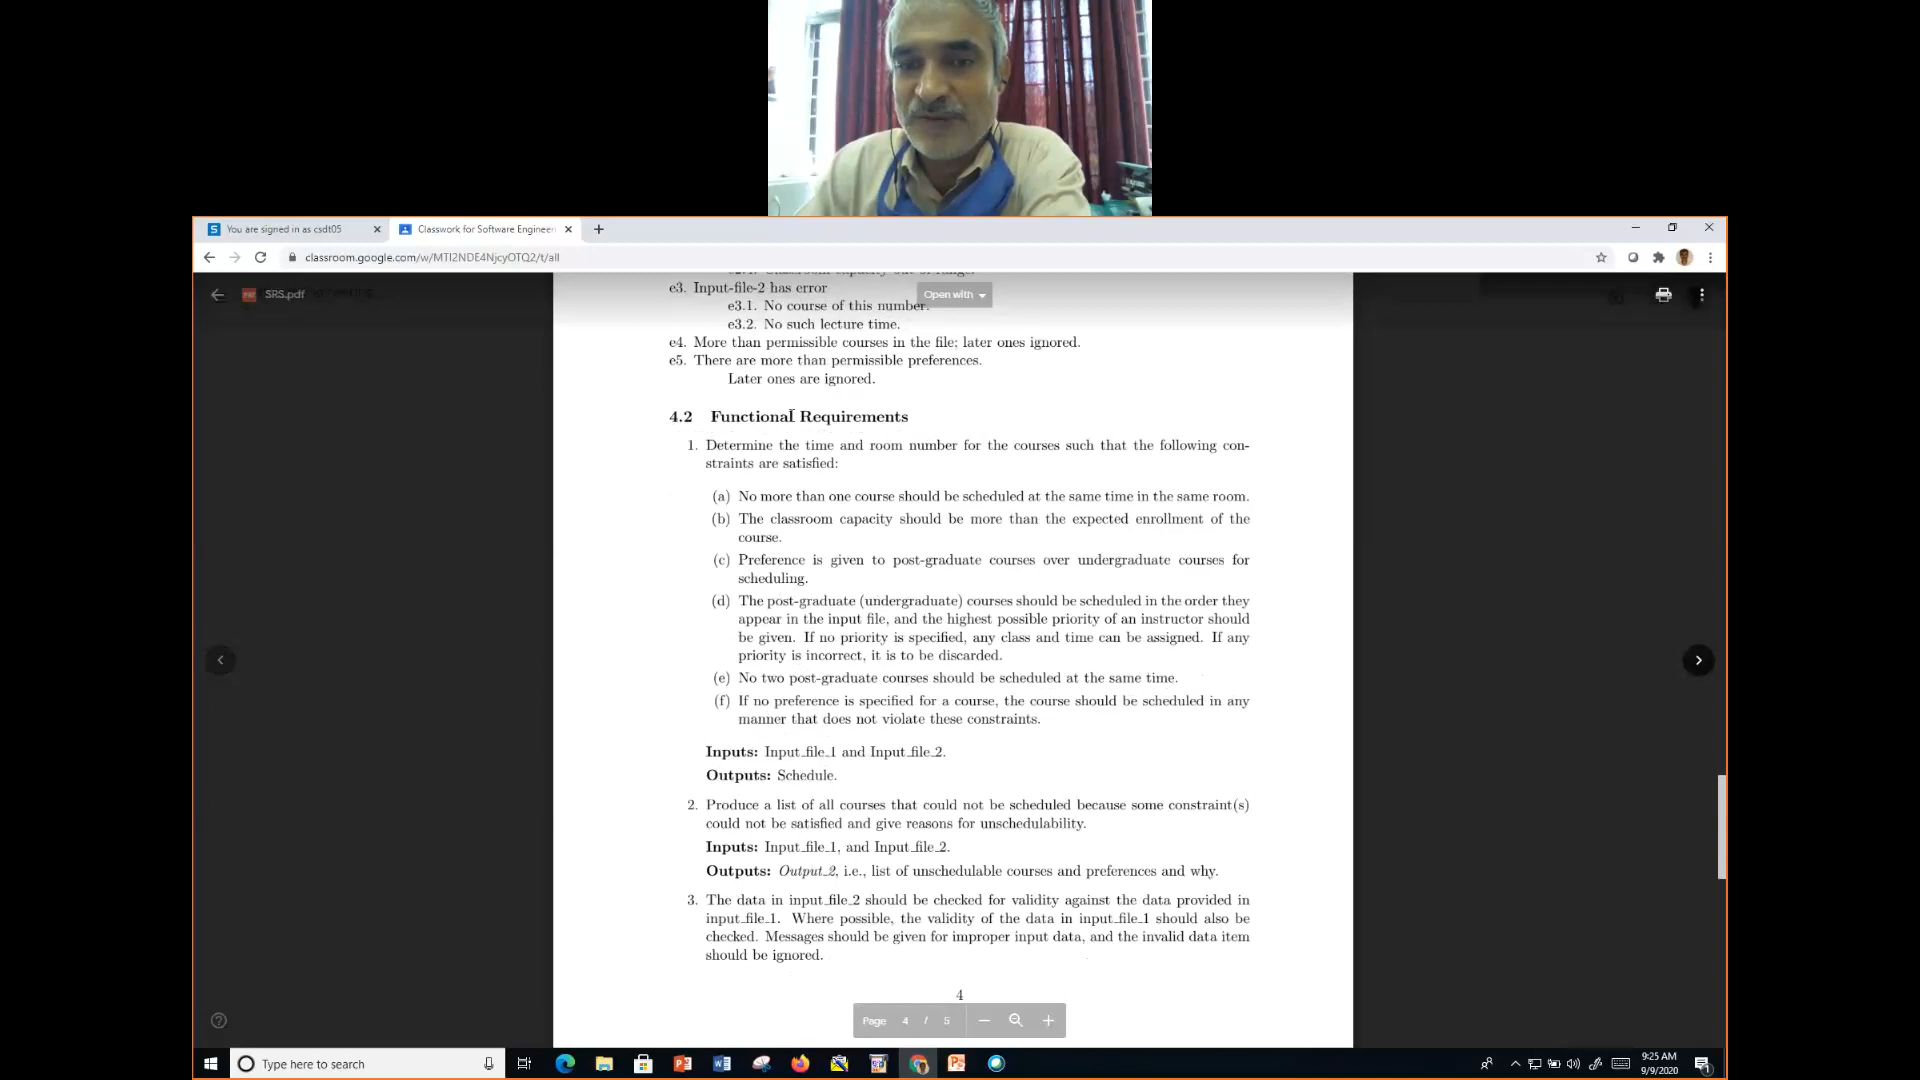 You are signed in as csdt05
Classwork for Software Engineer
classroom.google.com/w/MTI2NDE4NjcyOTQ2/t/all
SRS.pdf
Open with
e3. Input-file-2 has error
e3.1. No course of this number.
e3.2. No such lecture time.
e4. More than permissible courses in the file; later ones ignored.
e5. There are more than permissible preferences.
Later ones are ignored.
4.2 Functional Requirements
1. Determine the time and room number for the courses such that the following con-
straints are satisfied:
(a) No more than one course should be scheduled at the same time in the same room.
(b) The classroom capacity should be more than the expected enrollment of the
course.
(c) Preference is given to post-graduate courses over undergraduate courses for
scheduling.
(d) The post-graduate (undergraduate) courses should be scheduled in the order they
appear in the input file, and the highest possible priority of an instructor should
be given. If no priority is specified, any class and time can be assigned. If any
priority is incorrect, it is to be discarded.
(e) No two post-graduate courses should be scheduled at the same time.
(f) If no preference is specified for a course, the course should be scheduled in any
manner that does not violate these constraints.
Inputs: Input_file_1 and Input_file_2.
Outputs: Schedule.
2. Produce a list of all courses that could not be scheduled because some constraint(s)
could not be satisfied and give reasons for unschedulability.
Inputs: Input_file_1, and Input_file_2.
Outputs: Output_2, i.e., list of unschedulable courses and preferences and why.
3. The data in input_file_2 should be checked for validity against the data provided in
input_file_1. Where possible, the validity of the data in input_file_1 should also be
checked. Messages should be given for improper input data, and the invalid data item
should be ignored.
4
Page 4 / 5
Type here to search
9:25 AM
9/9/2020